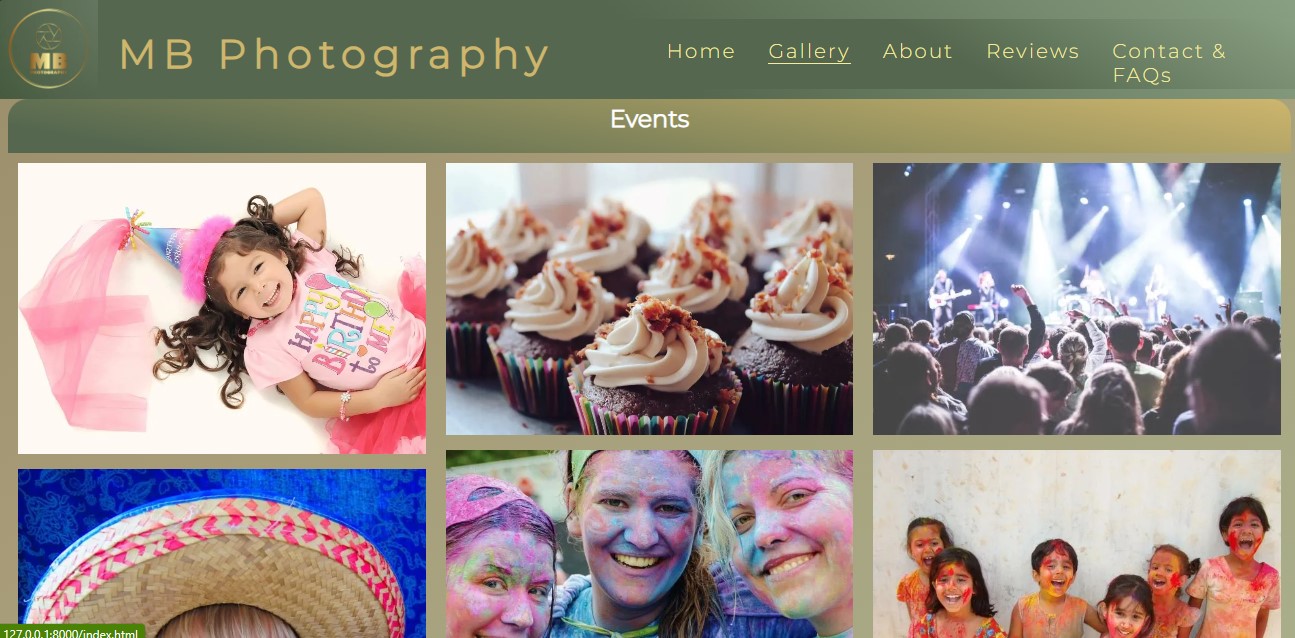 MB
PHOTOGRAPHY
MB Photography
Home
Gallery
About
Reviews
Contact &
FAQs
Events
HAPPY
BIRTHDAY
to ME
127.0.0.1:8000/index.html